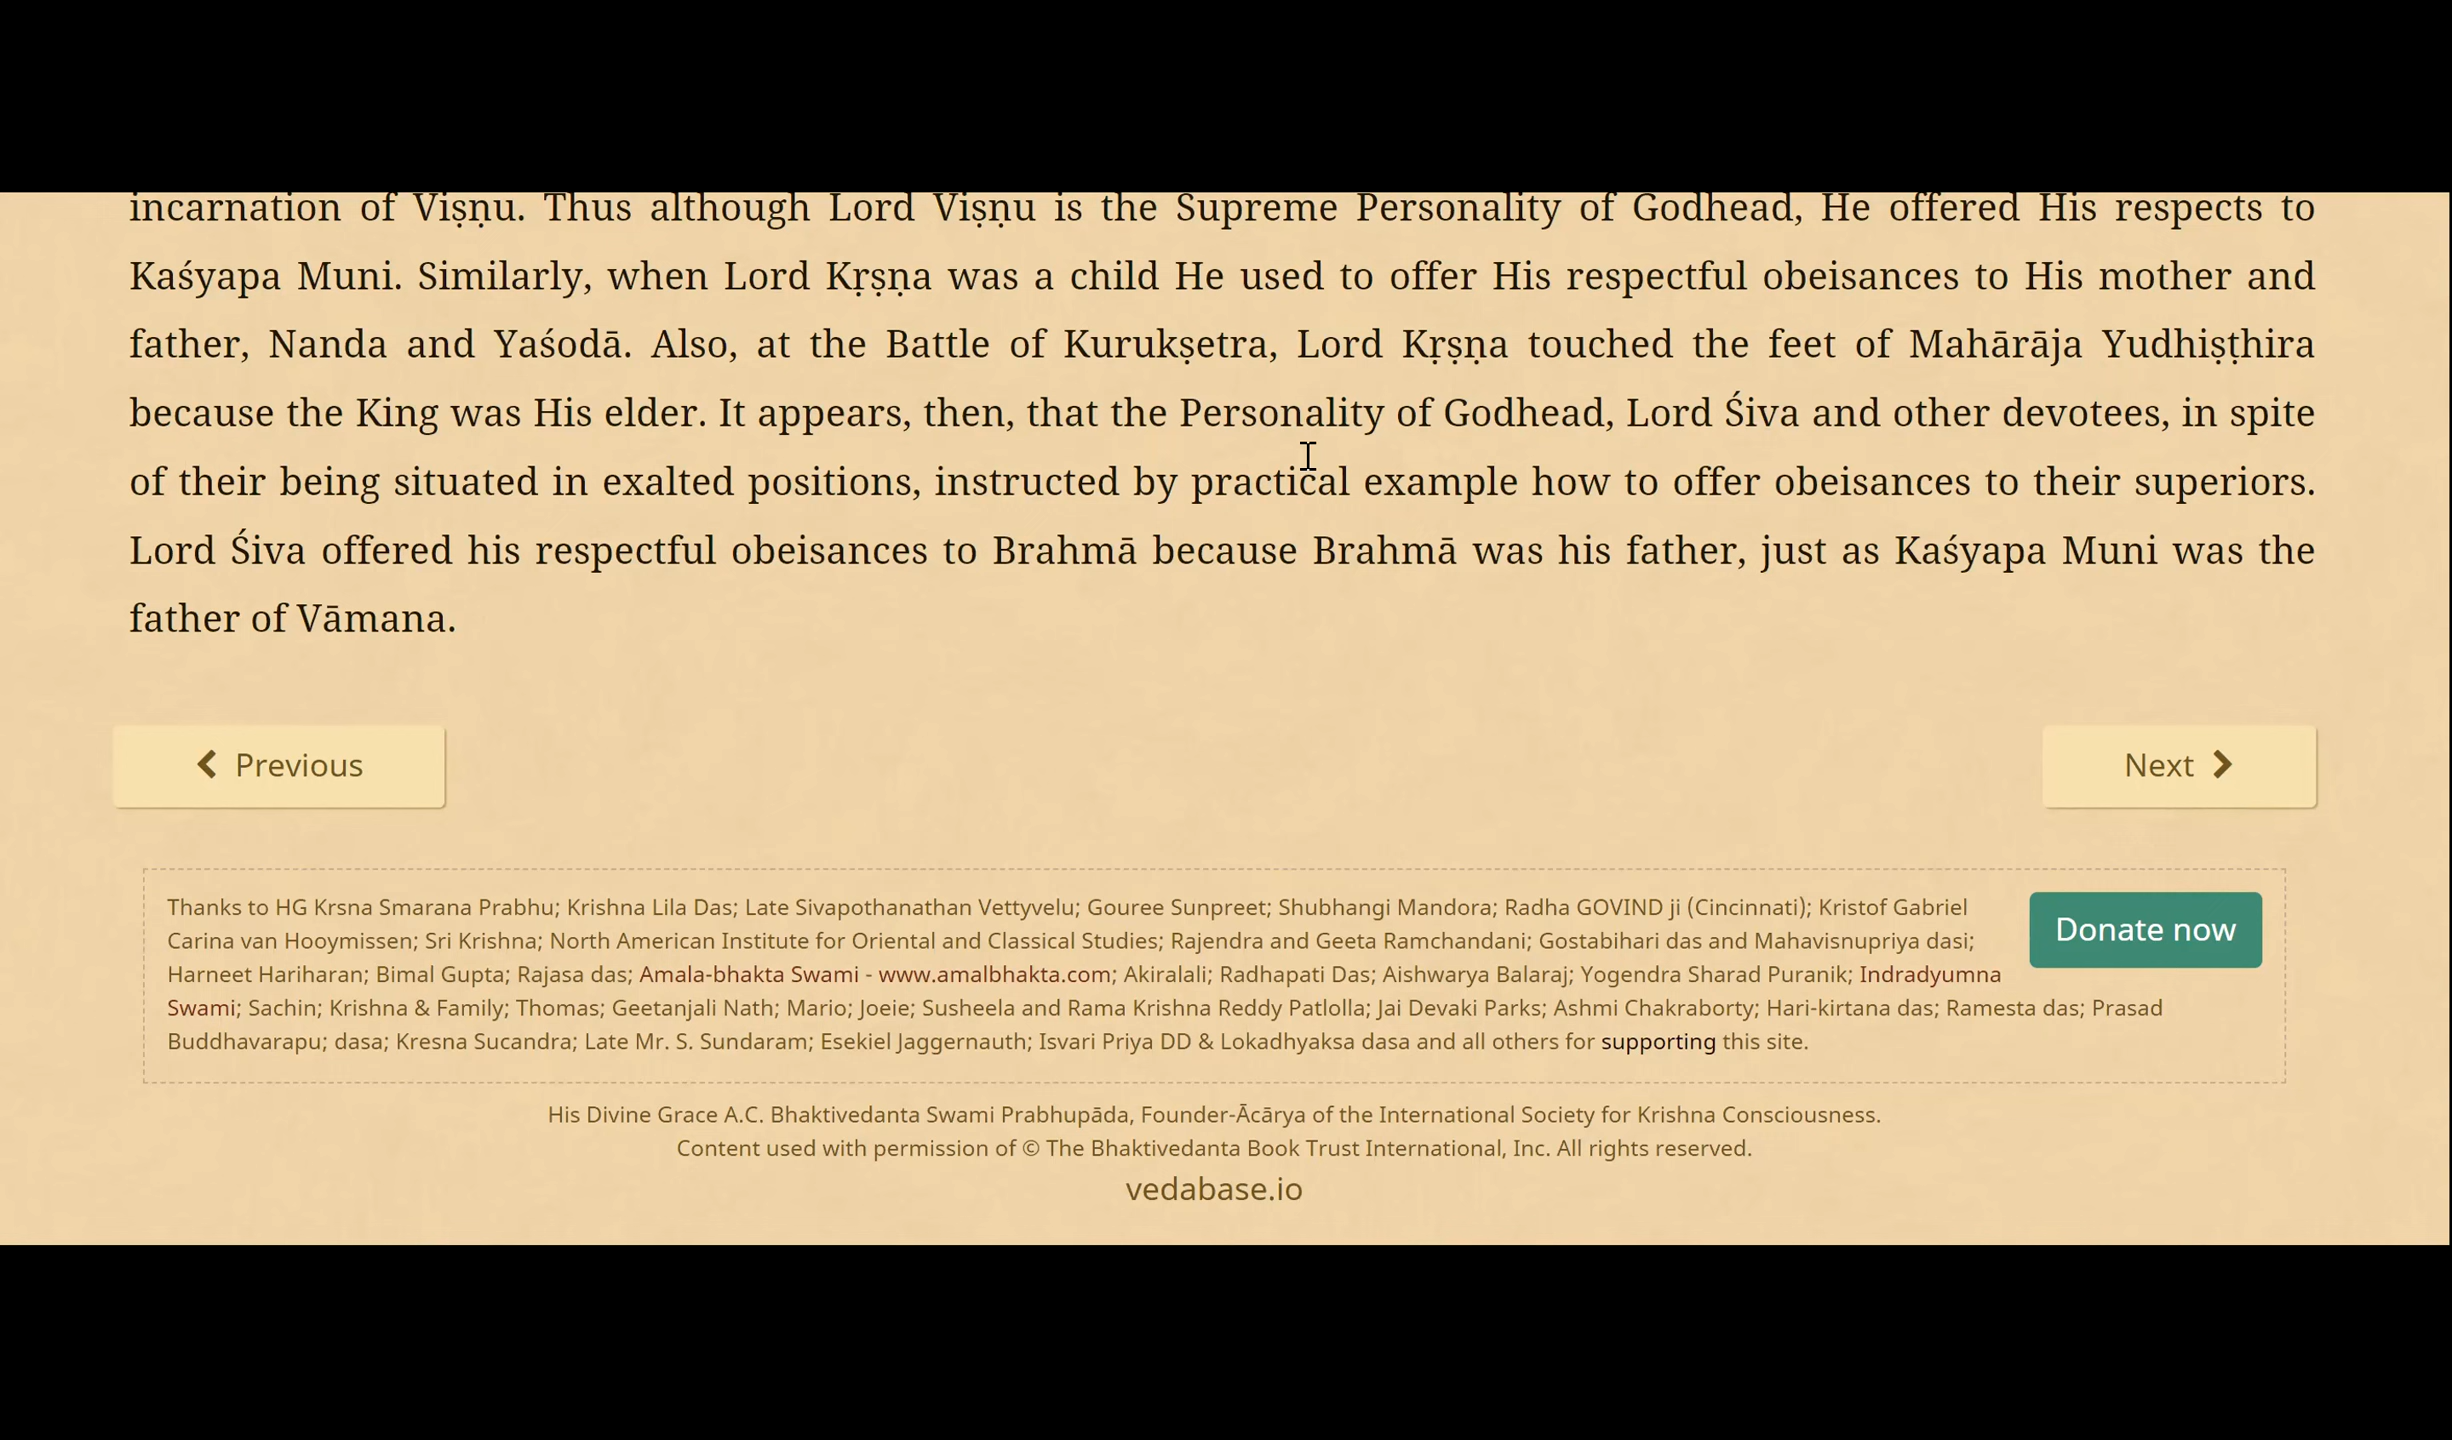 incarnation of Viṣṇu. Thus although Lord Viṣṇu is the Supreme Personality of Godhead, He offered His respects to
Kaśyapa Muni. Similarly, when Lord Kṛṣṇa was a child He used to offer His respectful obeisances to His mother and
father, Nanda and Yaśodā. Also, at the Battle of Kurukṣetra, Lord Kṛṣṇa touched the feet of Mahārāja Yudhiṣṭhira
because the King was His elder. It appears, then, that the Personality of Godhead, Lord Śiva and other devotees, in spite
of their being situated in exalted positions, instructed by practical example how to offer obeisances to their superiors.
Lord Śiva offered his respectful obeisances to Brahmā because Brahmā was his father, just as Kaśyapa Muni was the
father of Vāmana.
Previous
Next
Thanks to HG Krsna Smarana Prabhu; Krishna Lila Das; Late Sivapothanathan Vettyvelu; Gouree Sunpreet; Shubhangi Mandora; Radha GOVIND ji (Cincinnati); Kristof Gabriel
Carina van Hooymissen; Sri Krishna; North American Institute for Oriental and Classical Studies; Rajendra and Geeta Ramchandani; Gostabihari das and Mahavisnupriya dasi;
Harneet Hariharan; Bimal Gupta; Rajasa das; Amala-bhakta Swami - www.amalbhakta.com; Akiralali; Radhapati Das; Aishwarya Balaraj; Yogendra Sharad Puranik; Indradyumna
Swami; Sachin; Krishna & Family; Thomas; Geetanjali Nath; Mario; Joeie; Susheela and Rama Krishna Reddy Patlolla; Jai Devaki Parks; Ashmi Chakraborty; Hari-kirtana das; Ramesta das; Prasad
Buddhavarapu; dasa; Kresna Sucandra; Late Mr. S. Sundaram; Esekiel Jaggernauth; Isvari Priya DD & Lokadhyaksa dasa and all others for supporting this site.
Donate now
His Divine Grace A.C. Bhaktivedanta Swami Prabhupāda, Founder-Ācārya of the International Society for Krishna Consciousness.
Content used with permission of © The Bhaktivedanta Book Trust International, Inc. All rights reserved.
vedabase.io